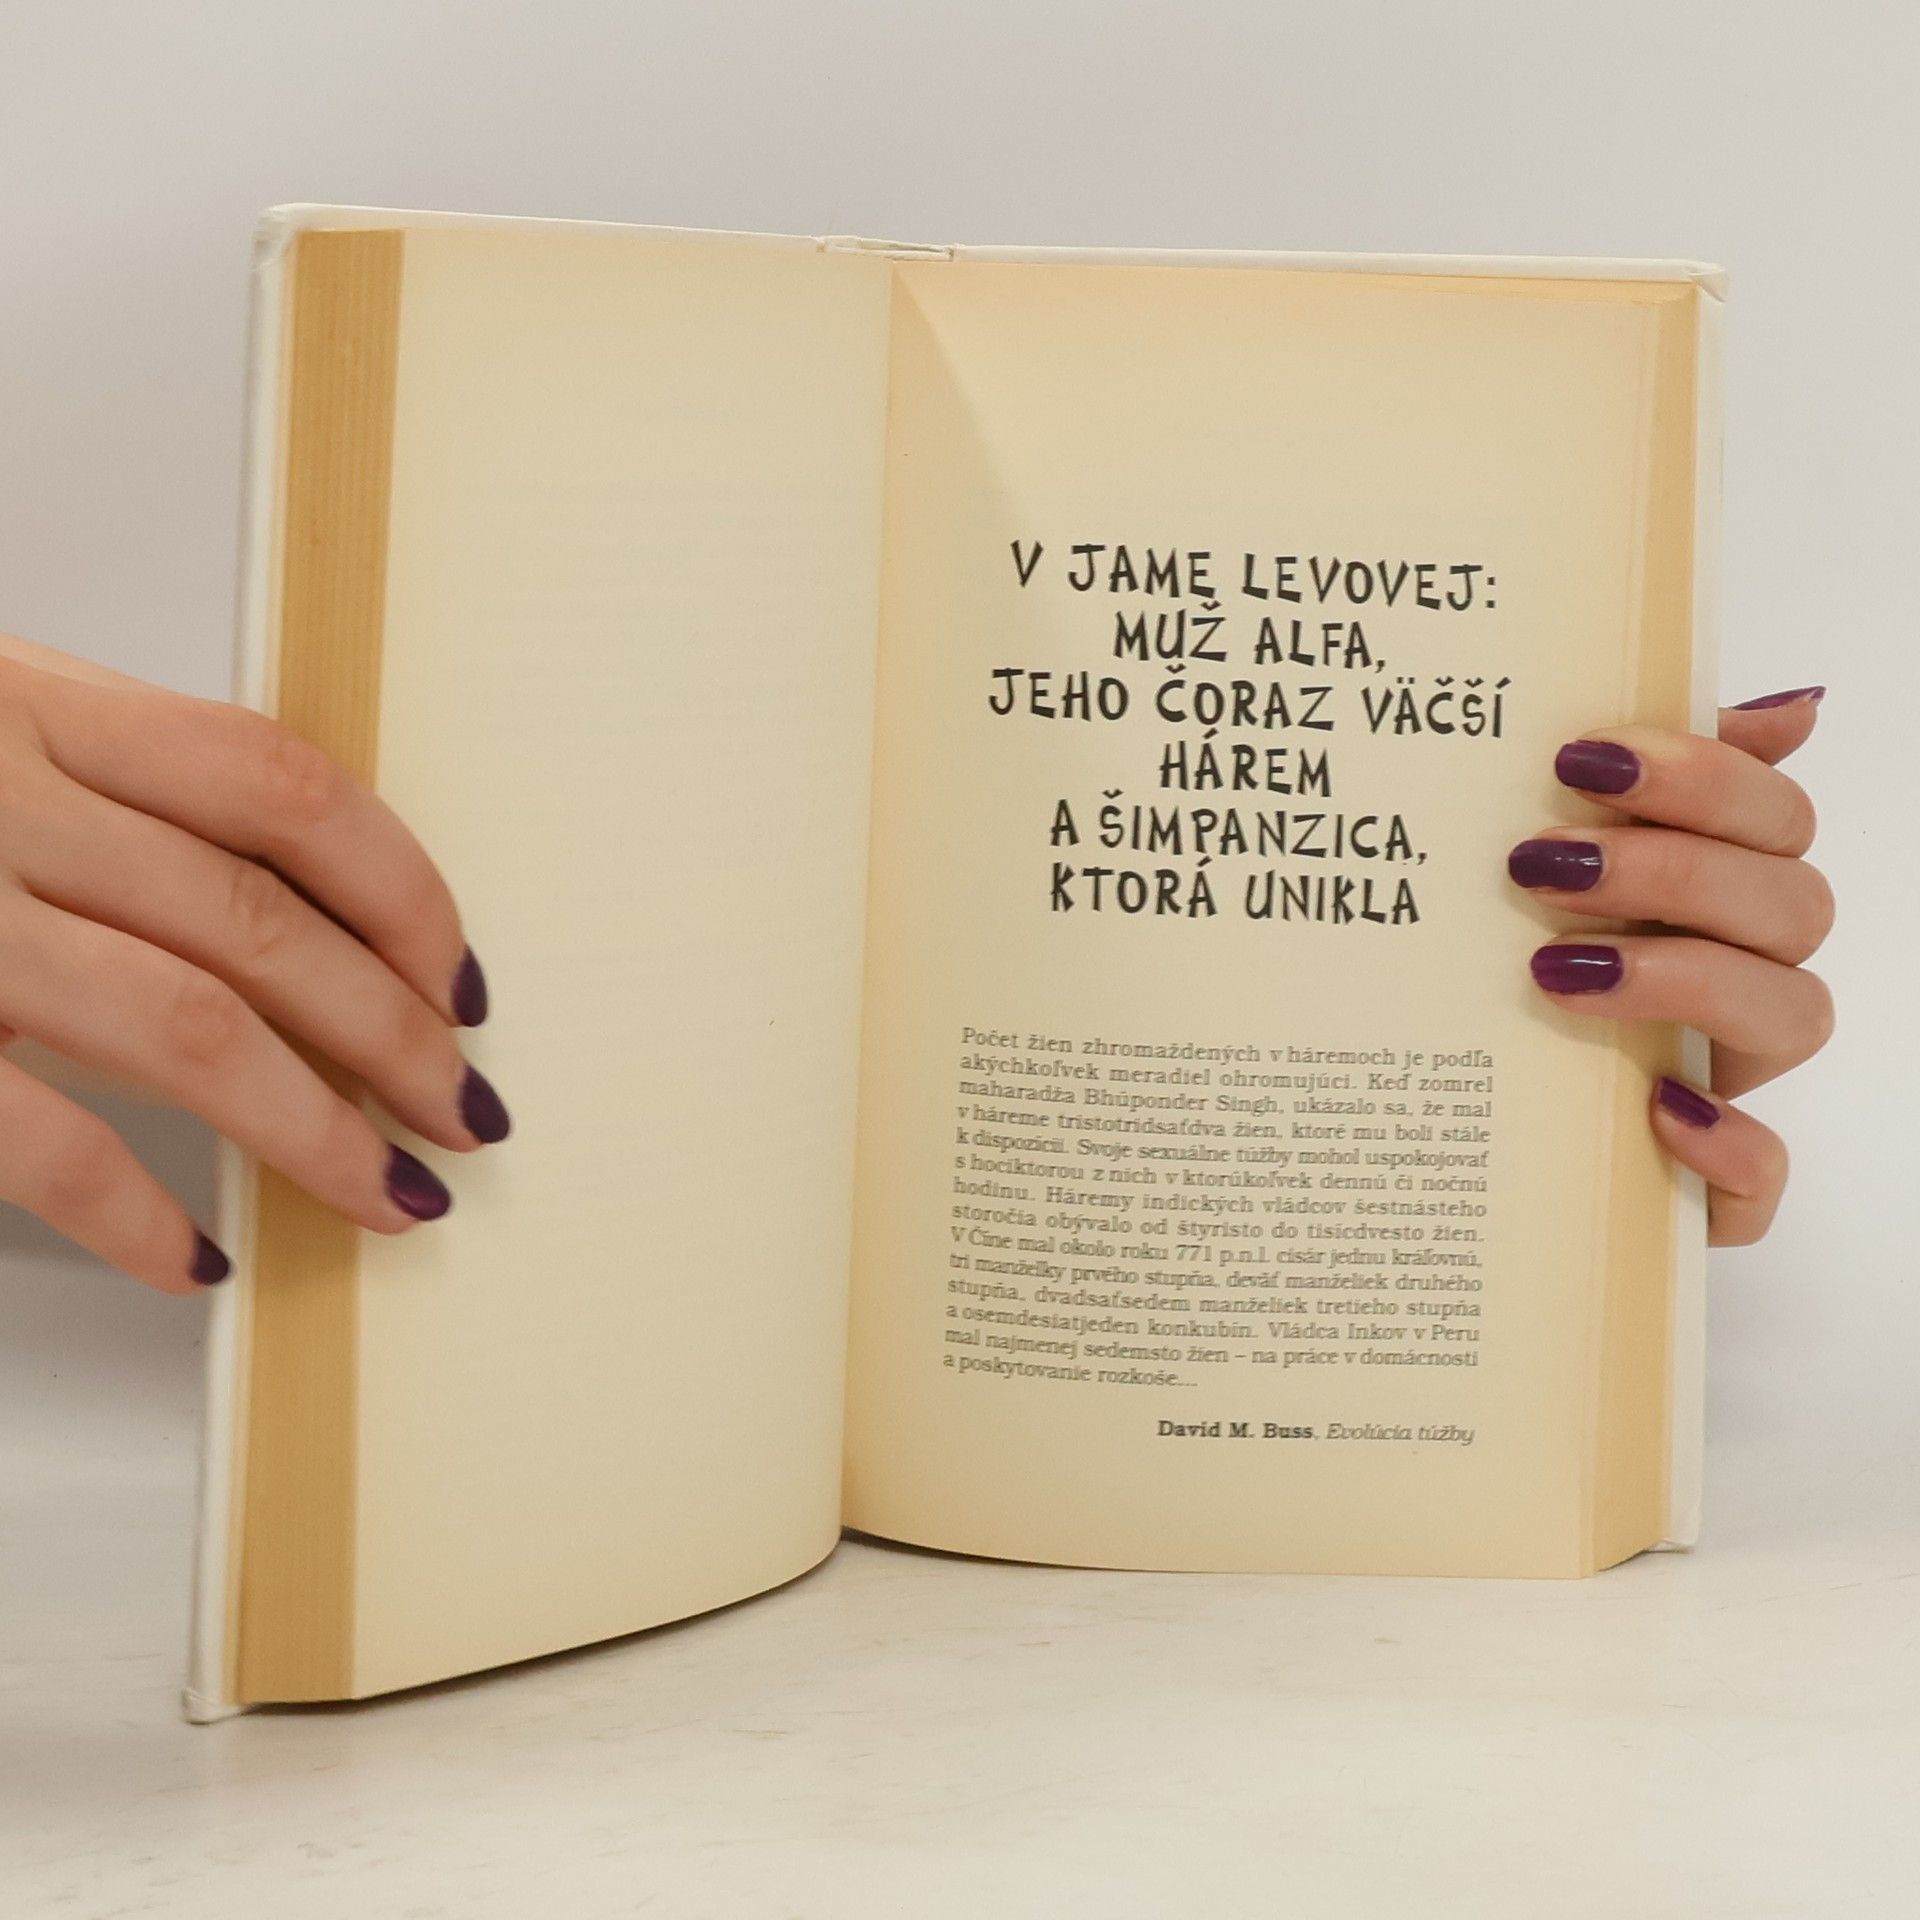 V JAME LEVOVEJ:
MUŽ ALFA,
JEHO ČORAZ VÄČŠÍ
HÁREM
A ŠIMPANZICA,
KTORÁ UNIKLA
Počet žien zhromaždených v háremoch je podľa
akýchkoľvek meradiel ohromujúci. Keď zomrel
maharadža Bhúponder Singh, ukázalo sa, že mal
v háreme tristotridsaťdva žien, ktoré mu boli stále
k dispozícii. Svoje sexuálne túžby mohol uspokojovať
s hociktorou z nich v ktorúkoľvek dennú či nočnú
hodinu. Háremy indických vládcov šestnásteho
storočia obývalo od štyristo do tisícdvesto žien.
V Číne mal okolo roku 771 p.n.l. cisár jednu kráľovnú,
tri manželky prvého stupňa, deväť manželiek druhého
stupňa, dvadsaťsedem manželiek tretieho stupňa
a osemdesiatjeden konkubín. Vládca Inkov v Peru
mal najmenej sedemsto žien – na práce v domácnosti
a poskytovanie rozkoše...
David M. Buss, Evolúcia túžby